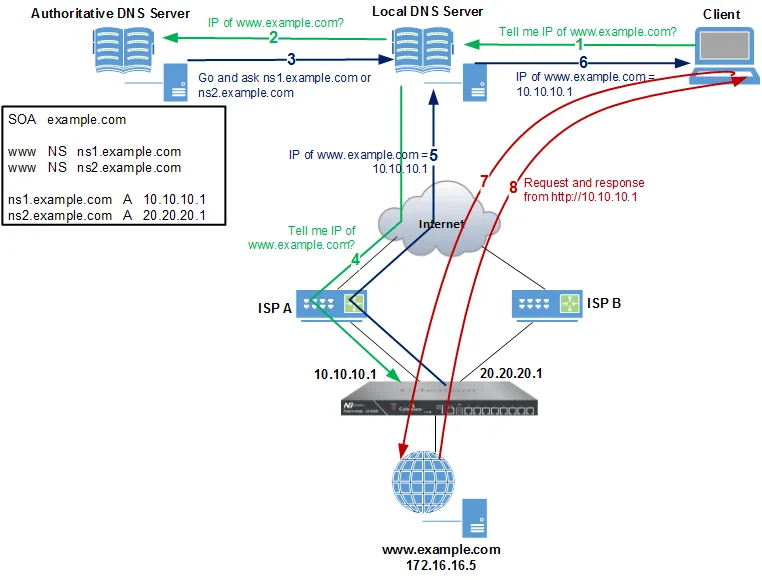 Authoritative DNS Server
Local DNS Server
Client
IP of www.example.com?
2
Tell me IP of www.example.com?
1
3
Go and ask ns1.example.com or
ns2.example.com
6
IP of www.example.com =
10.10.10.1
SOA example.com
www NS ns1.example.com
www NS ns2.example.com
ns1.example.com A 10.10.10.1
ns2.example.com A 20.20.20.1
IP of www.example.com =
10.10.10.1
5
7
8
Request and response
from http://10.10.10.1
Internet
Tell me IP of
www.example.com?
4
ISP A
ISP B
10.10.10.1
20.20.20.1
www.example.com
172.16.16.5